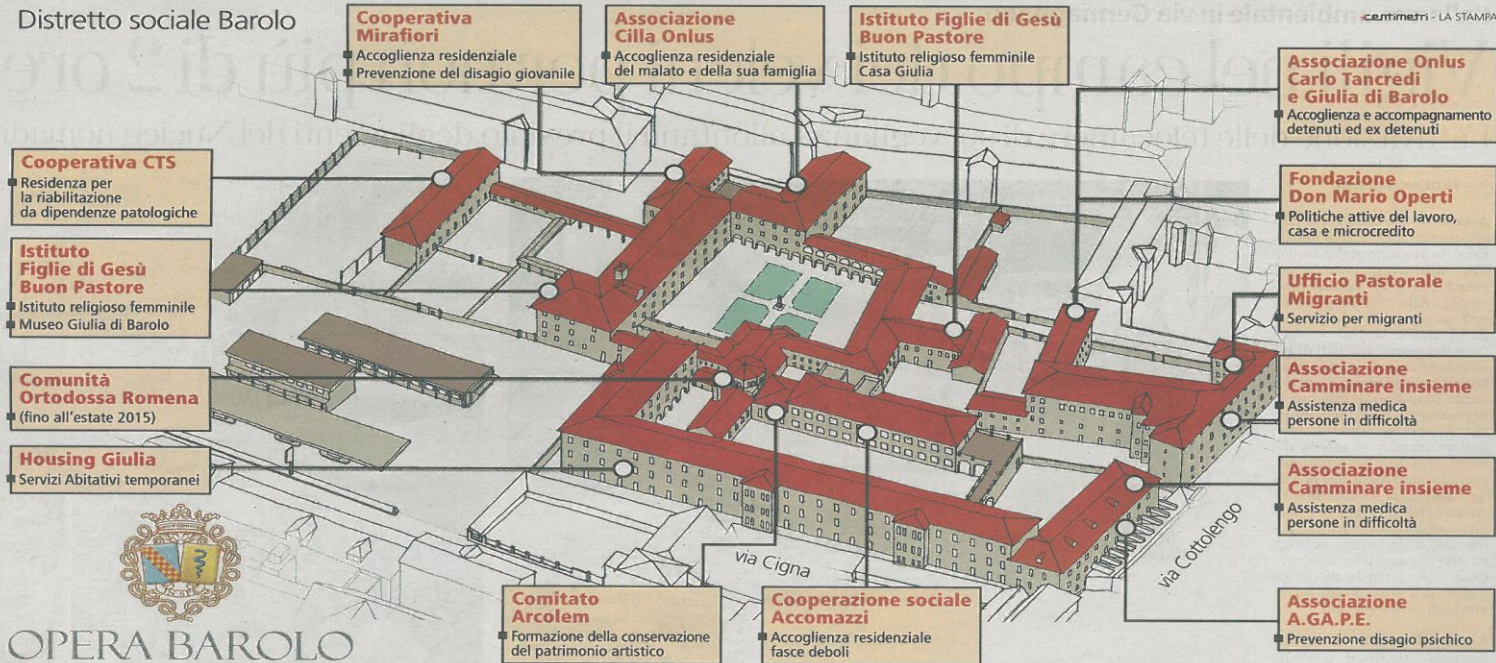 Distretto sociale Barolo
centimetri - LA STAMPA
Cooperativa
Mirafiori
Accoglienza residenziale
Prevenzione del disagio giovanile
Associazione
Cilla Onlus
Accoglienza residenziale
del malato e della sua famiglia
Istituto Figlie di Gesù
Buon Pastore
Istituto religioso femminile
Casa Giulia
Associazione Onlus
Carlo Tancredi
e Giulia di Barolo
Accoglienza e accompagnamento
detenuti ed ex detenuti
Cooperativa CTS
Residenza per
la riabilitazione
da dipendenze patologiche
Fondazione
Don Mario Operti
Politiche attive del lavoro,
casa e microcredito
Istituto
Figlie di Gesù
Buon Pastore
Istituto religioso femminile
Museo Giulia di Barolo
Ufficio Pastorale
Migranti
Servizio per migranti
Comunità
Ortodossa Romena
(fino all'estate 2015)
Associazione
Camminare insieme
Assistenza medica
persone in difficoltà
Housing Giulia
Servizi Abitativi temporanei
Associazione
Camminare insieme
Assistenza medica
persone in difficoltà
via Cigna
via Cottolengo
Comitato
Arcolem
Formazione della conservazione
del patrimonio artistico
Cooperazione sociale
Accomazzi
Accoglienza residenziale
fasce deboli
Associazione
A.GA.P.E.
Prevenzione disagio psichico
OPERA BAROLO